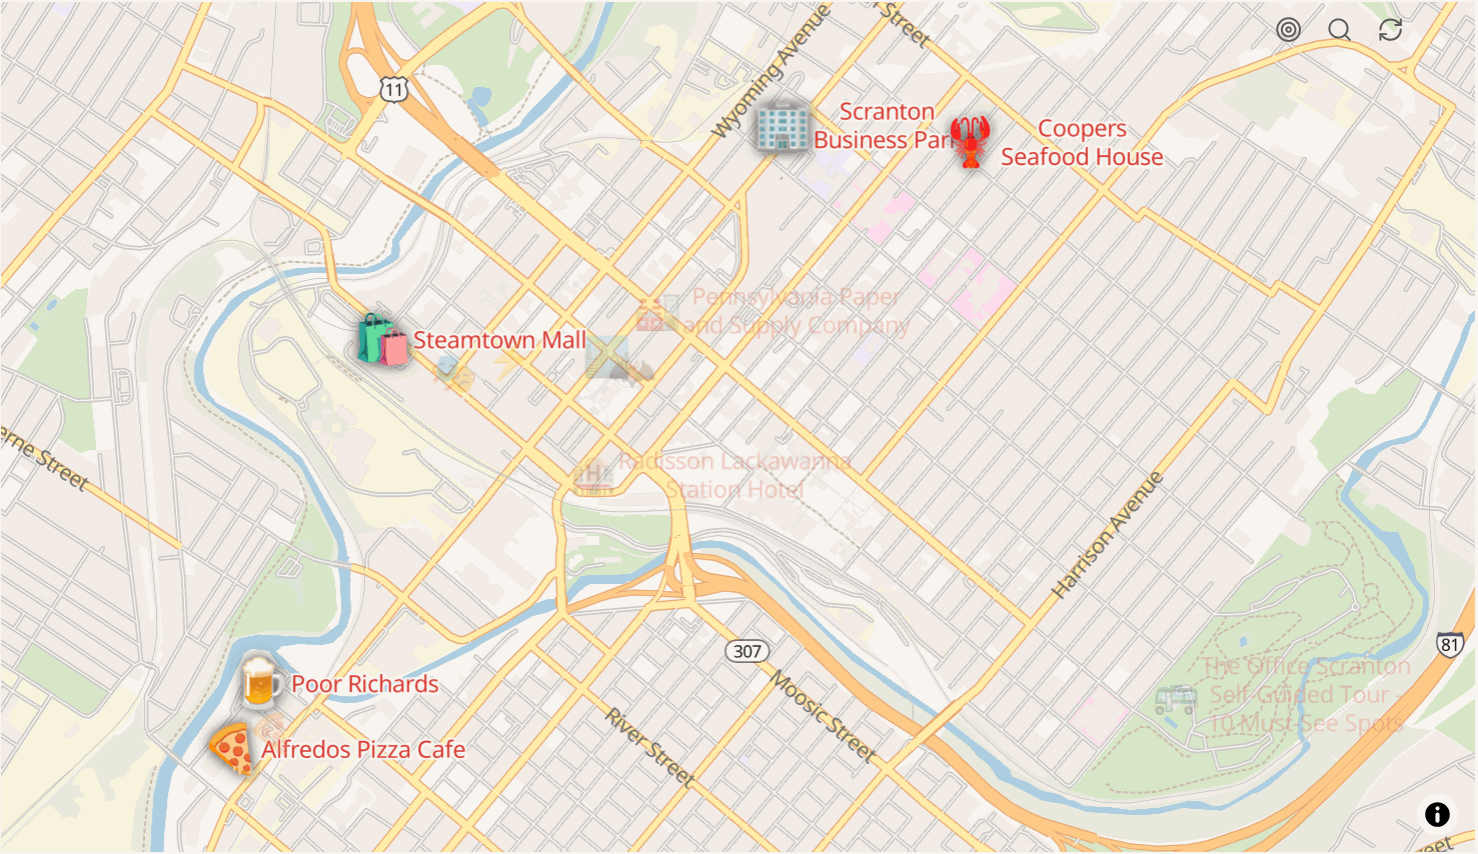 Wyoming Avenue
n Street
11
Scranton
Business Park
Coopers
Seafood House
Pennsylvania Paper
and Supply Company
Steamtown Mall
erne Street
H
Radisson Lackawanna
Station Hotel
Harrison Avenue
307
81
The Office Scranton
Self-Guided Tour -
10 Must-See Spots
Poor Richards
Moosic Street
River Street
Alfredos Pizza Cafe
eet